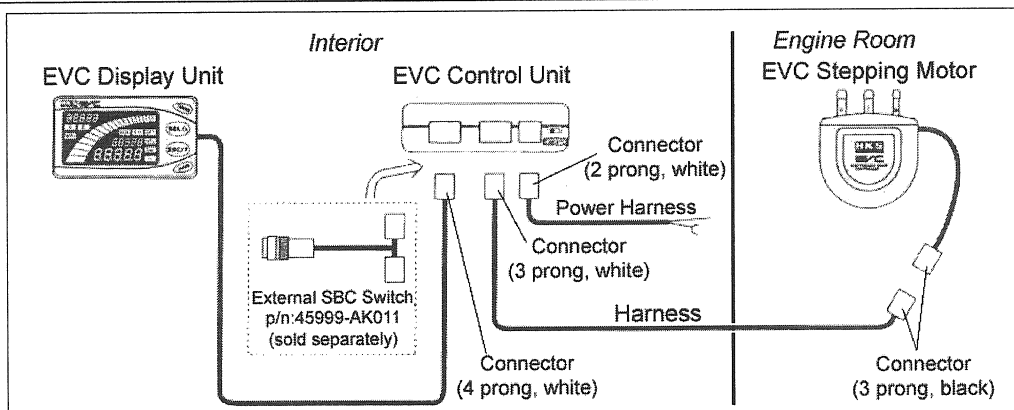 Interior
Engine Room
EVC Display Unit
EVC Control Unit
EVC Stepping Motor
Connector
(2 prong, white)
Power Harness
Connector
(3 prong, white)
External SBC Switch
p/n:45999-AK011
(sold separately)
Harness
Connector
(4 prong, white)
Connector
(3 prong, black)
HKS
EVC